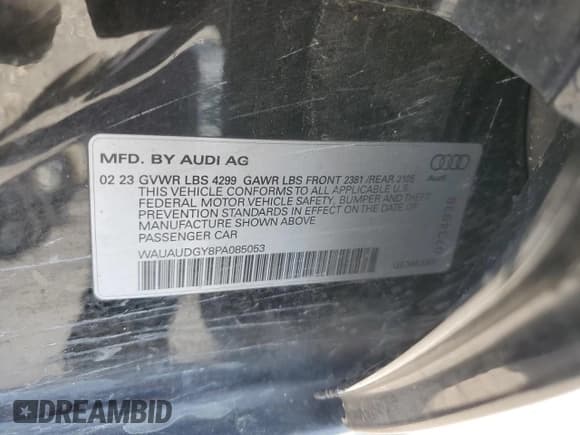 MFD. BY AUDI AG
02 23 GVWR LBS 4299 GAWR LBS FRONT 2381 /REAR 2105
THIS VEHICLE CONFORMS TO ALL APPLICABLE U.S.
FEDERAL MOTOR VEHICLE SAFETY, BUMPER AND THEFT
PREVENTION STANDARDS IN EFFECT ON THE DATE OF
MANUFACTURE SHOWN ABOVE
PASSENGER CAR
WAUAUDGY8PA085053
Audi
DREAMBID